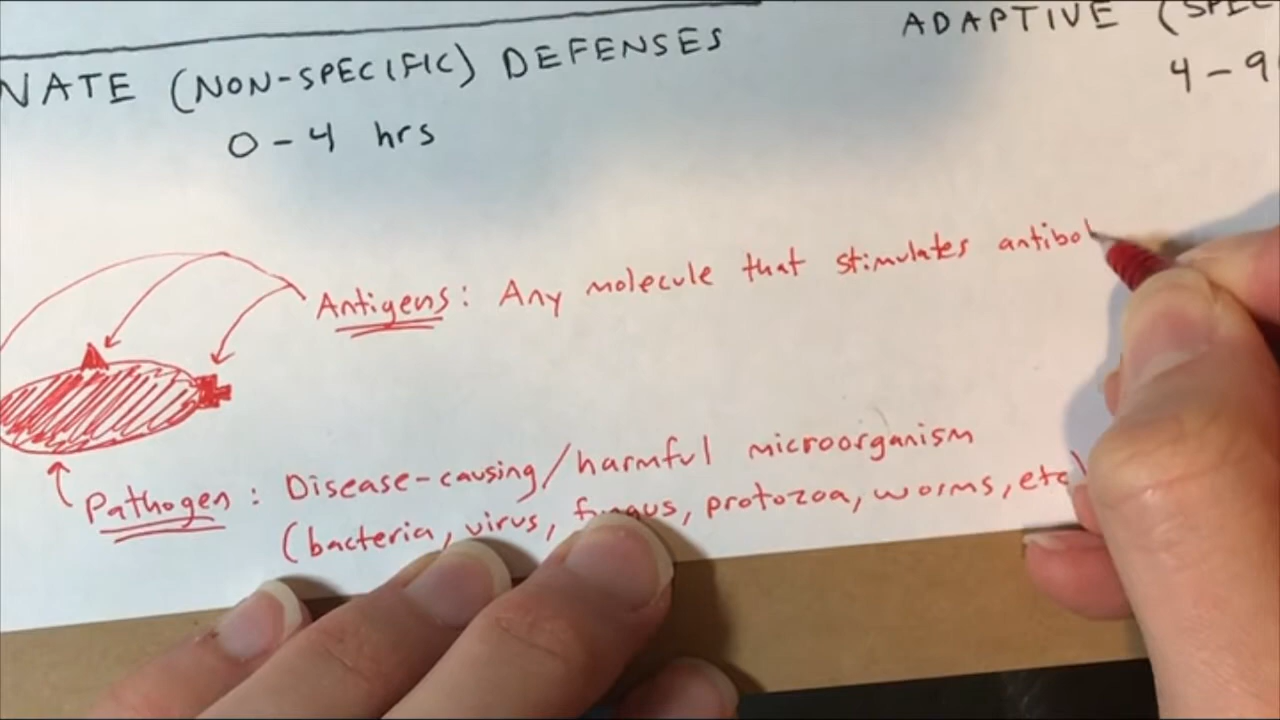 NATE (NON-SPECIFIC) DEFENSES
0-4 hrs
ADAPTIVE (SPEC
4-9
Antigens: Any molecule that stimulates antibo
Pathogen: Disease-causing/harmful microorganism
(bacteria, virus, fungus, protozoa, worms, etc)